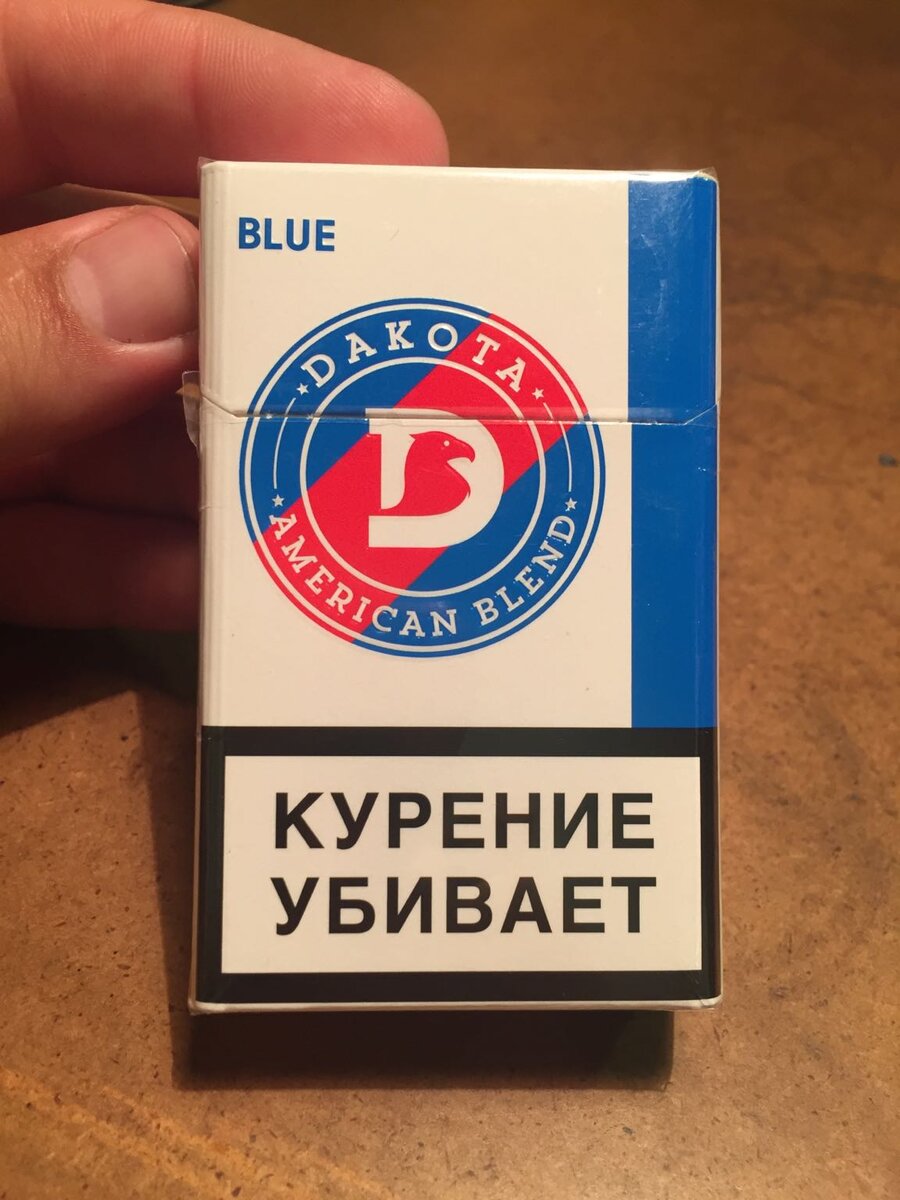 BLUE
DAKOTA
D
AMERICAN BLEND
КУРЕНИЕ
УБИВАЕТ